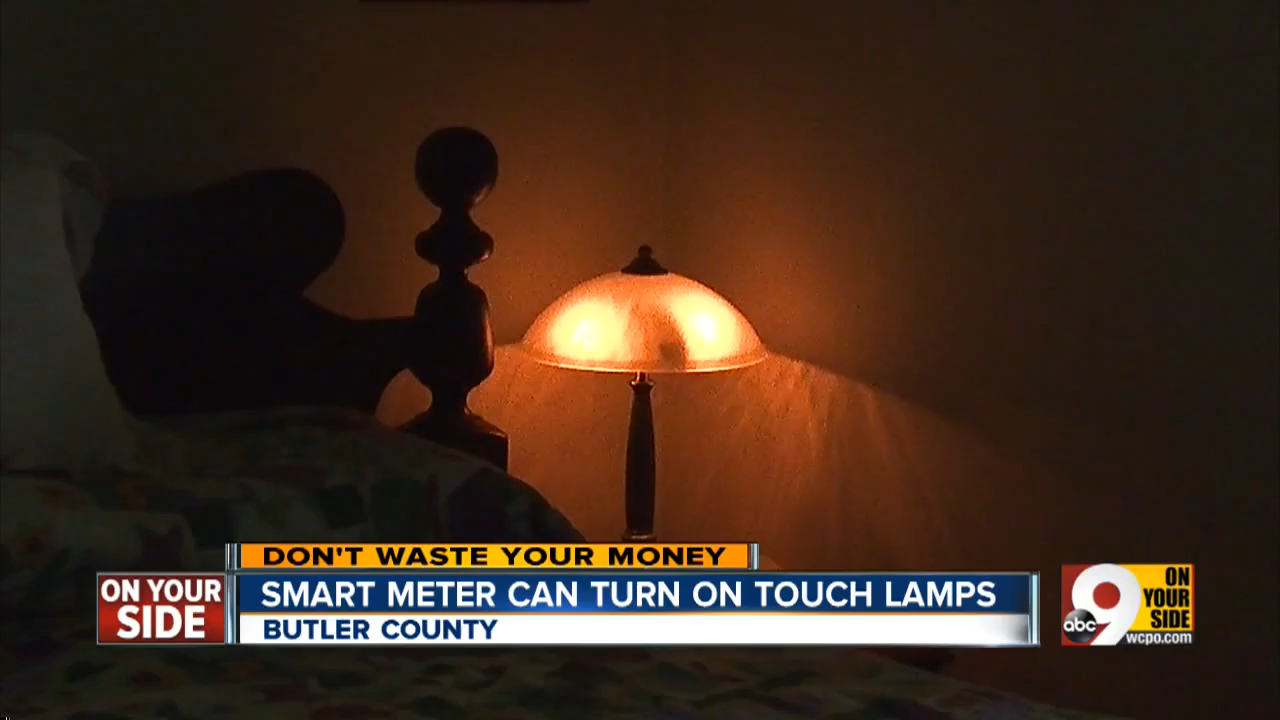 DON'T WASTE YOUR MONEY
ON YOUR
SIDE
SMART METER CAN TURN ON TOUCH LAMPS
BUTLER COUNTY
abc
9
ON
YOUR
SIDE
wcpo.com